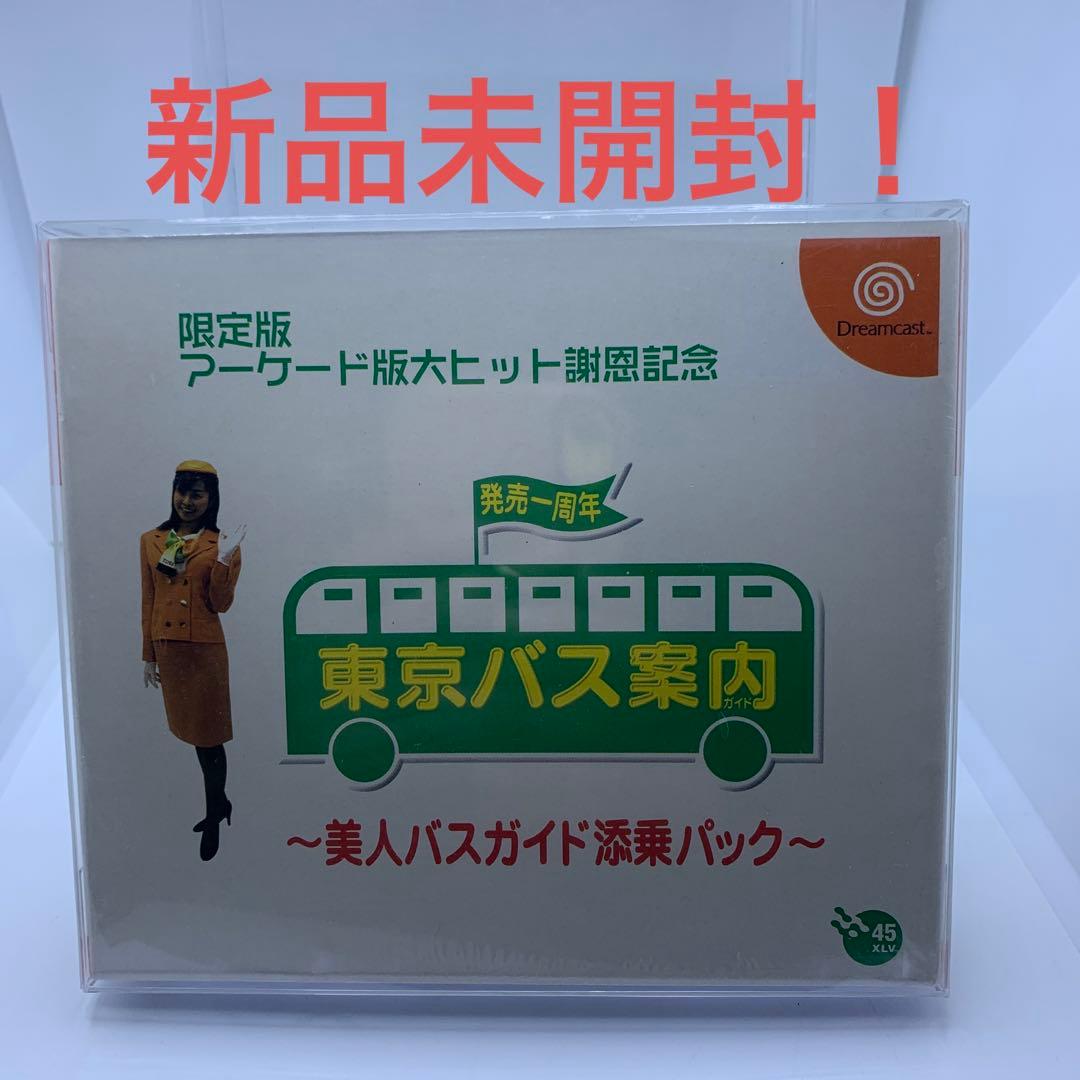 新品未開封！
Dreamcast™
限定版
アーケード版大ヒット謝恩記念
発売一周年
東京バス案内
ガイド
～美人バスガイド添乗パック～
45
XLV